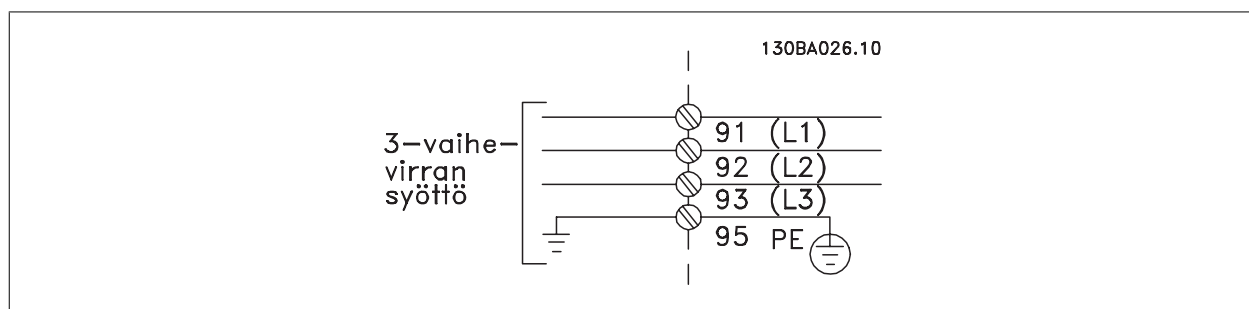 130BA026.10
3-vaihe-
virran
syöttö
91 (L1)
92 (L2)
93 (L3)
95 PE